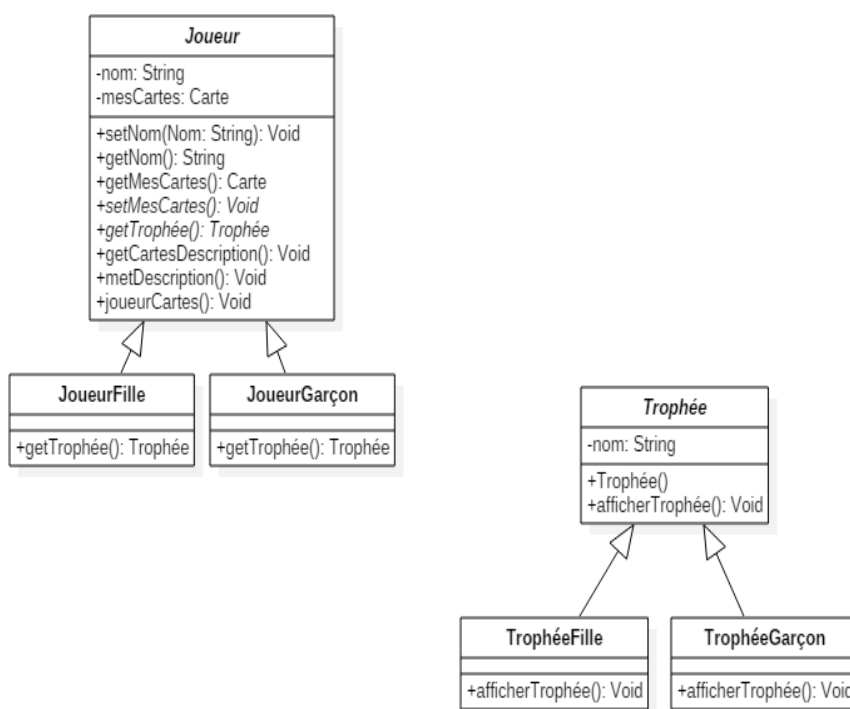 Joueur
-nom: String
-mesCartes: Carte
+setNom(Nom: String): Void
+getNom(): String
+getMesCartes(): Carte
+setMesCartes(): Void
+getTrophée(): Trophée
+getCartesDescription(): Void
+metDescription(): Void
+joueurCartes(): Void
JoueurFille
+getTrophée(): Trophée
JoueurGarçon
+getTrophée(): Trophée
Trophée
-nom: String
+Trophée()
+afficherTrophée(): Void
TrophéeFille
+afficherTrophée(): Void
TrophéeGarçon
+afficherTrophée(): Void